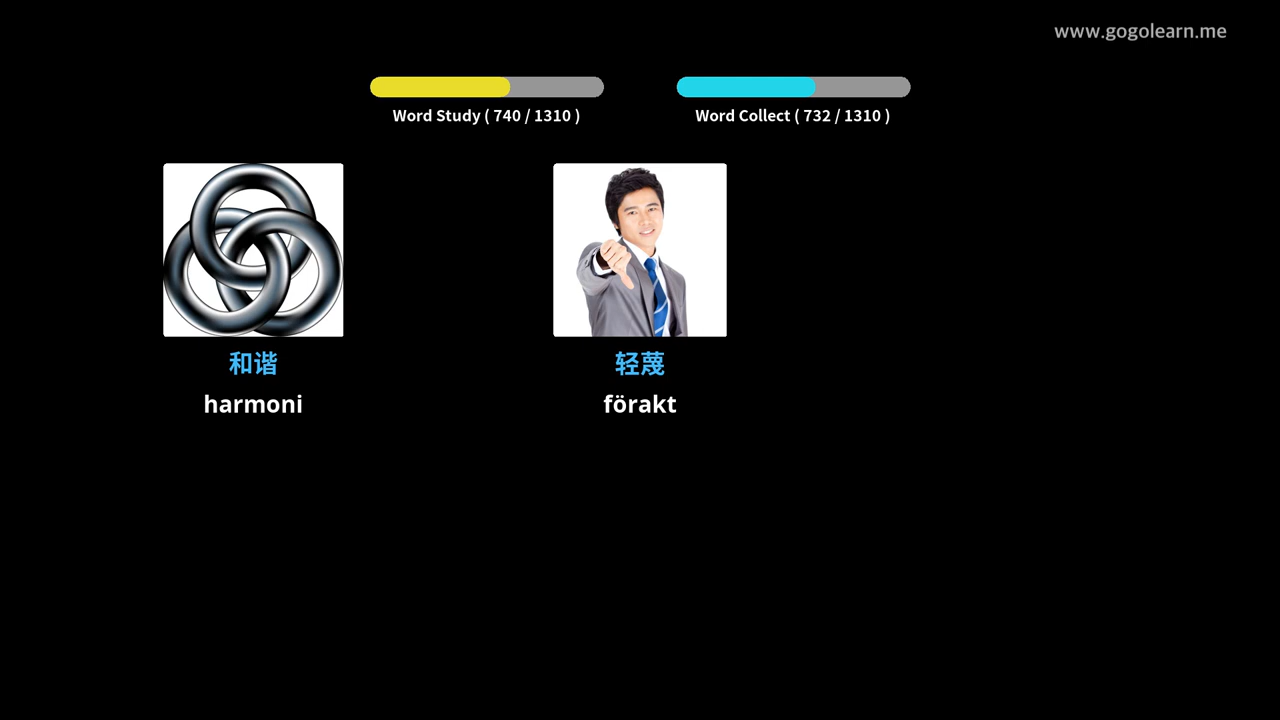 www.gogolearn.me
Word Study ( 740 / 1310 )
Word Collect ( 732 / 1310 )
和谐
轻蔑
harmoni
förakt